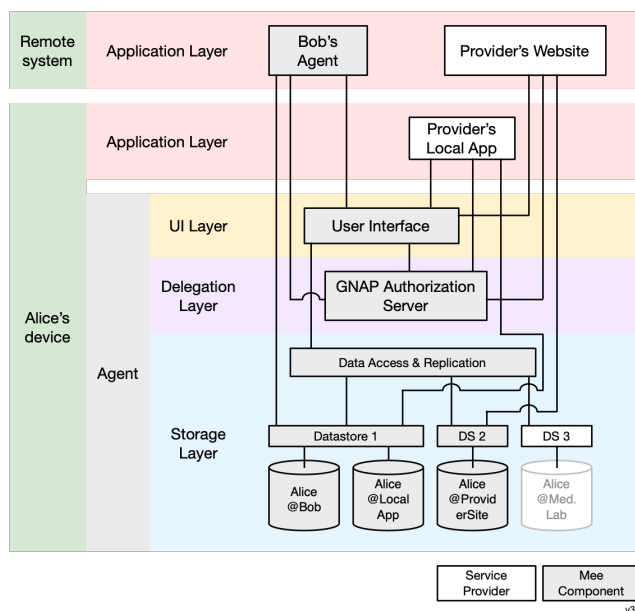 Remote
system
Application Layer
Bob's
Agent
Provider's Website
Application Layer
Provider's
Local App
UI Layer
User Interface
Delegation
Layer
GNAP Authorization
Server
Alice's
device
Agent
Data Access & Replication
Storage
Layer
Datastore 1
DS 2
DS 3
Alice
@Bob
Alice
@Local
App
Alice
@Provid
erSite
Alice
@Med.
Lab
Service
Provider
Mee
Component